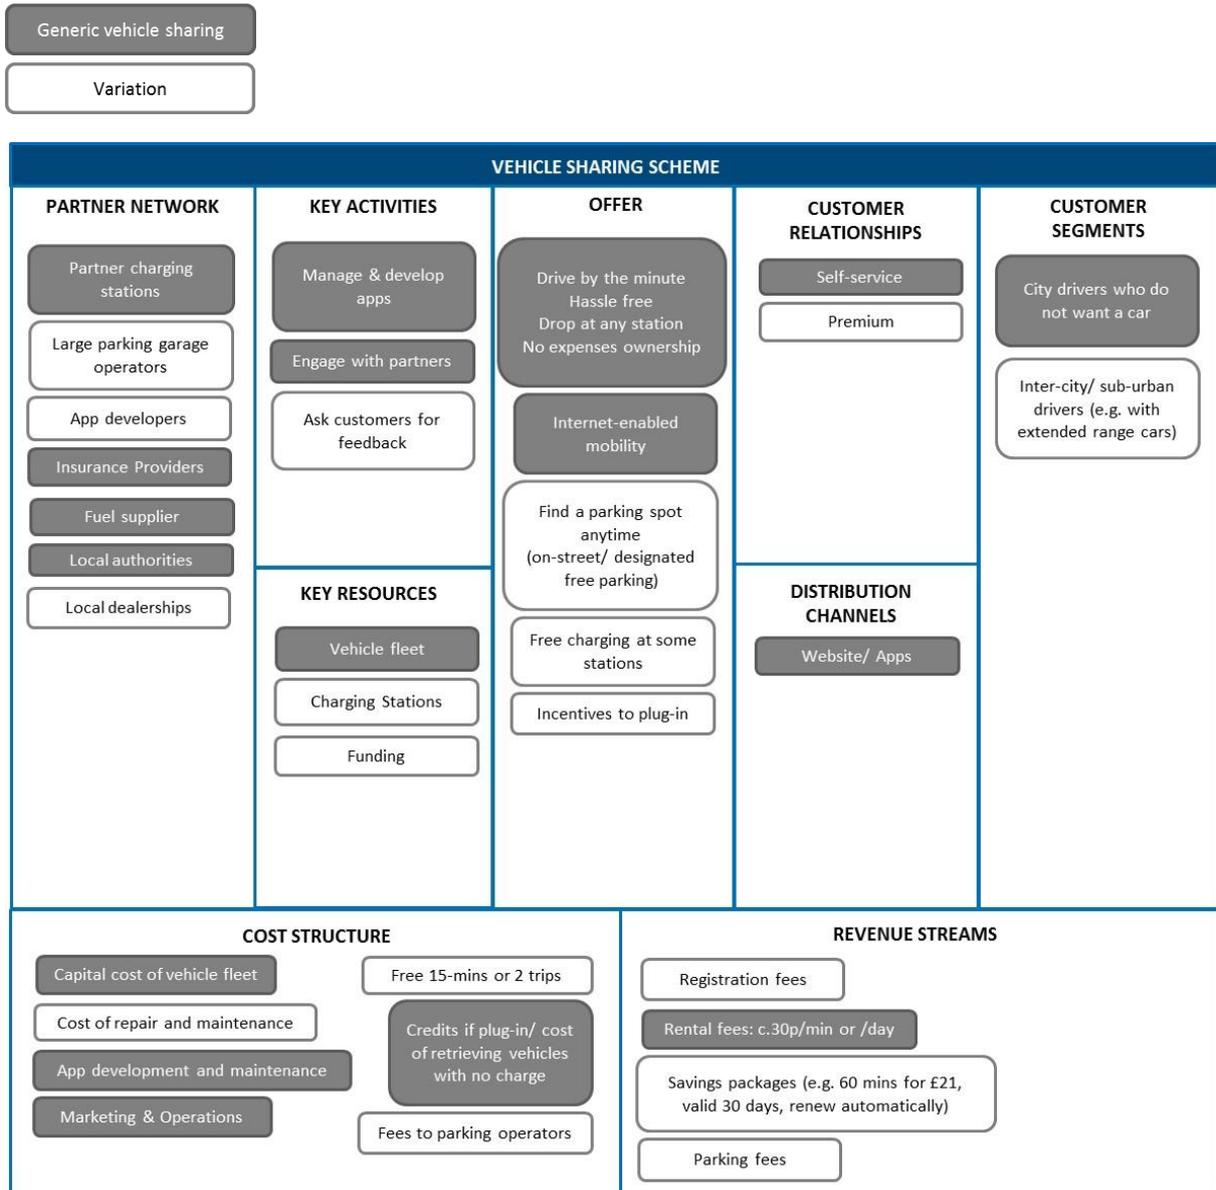 Generic vehicle sharing
Variation
VEHICLE SHARING SCHEME
PARTNER NETWORK
Partner charging
stations
Large parking garage
operators
App developers
Insurance Providers
Fuel supplier
Local authorities
Local dealerships
KEY ACTIVITIES
Manage & develop
apps
Engage with partners
Ask customers for
feedback
KEY RESOURCES
Vehicle fleet
Charging Stations
Funding
OFFER
Drive by the minute
Hassle free
Drop at any station
No expenses ownership
Internet-enabled
mobility
Find a parking spot
anytime
(on-street/ designated
free parking)
Free charging at some
stations
Incentives to plug-in
CUSTOMER
RELATIONSHIPS
Self-service
Premium
DISTRIBUTION
CHANNELS
Website/ Apps
CUSTOMER
SEGMENTS
City drivers who do
not want a car
Inter-city/ sub-urban
drivers (e.g. with
extended range cars)
COST STRUCTURE
Capital cost of vehicle fleet
Cost of repair and maintenance
App development and maintenance
Marketing & Operations
Free 15-mins or 2 trips
Credits if plug-in/ cost
of retrieving vehicles
with no charge
Fees to parking operators
REVENUE STREAMS
Registration fees
Rental fees: c.30p/min or /day
Savings packages (e.g. 60 mins for £21,
valid 30 days, renew automatically)
Parking fees